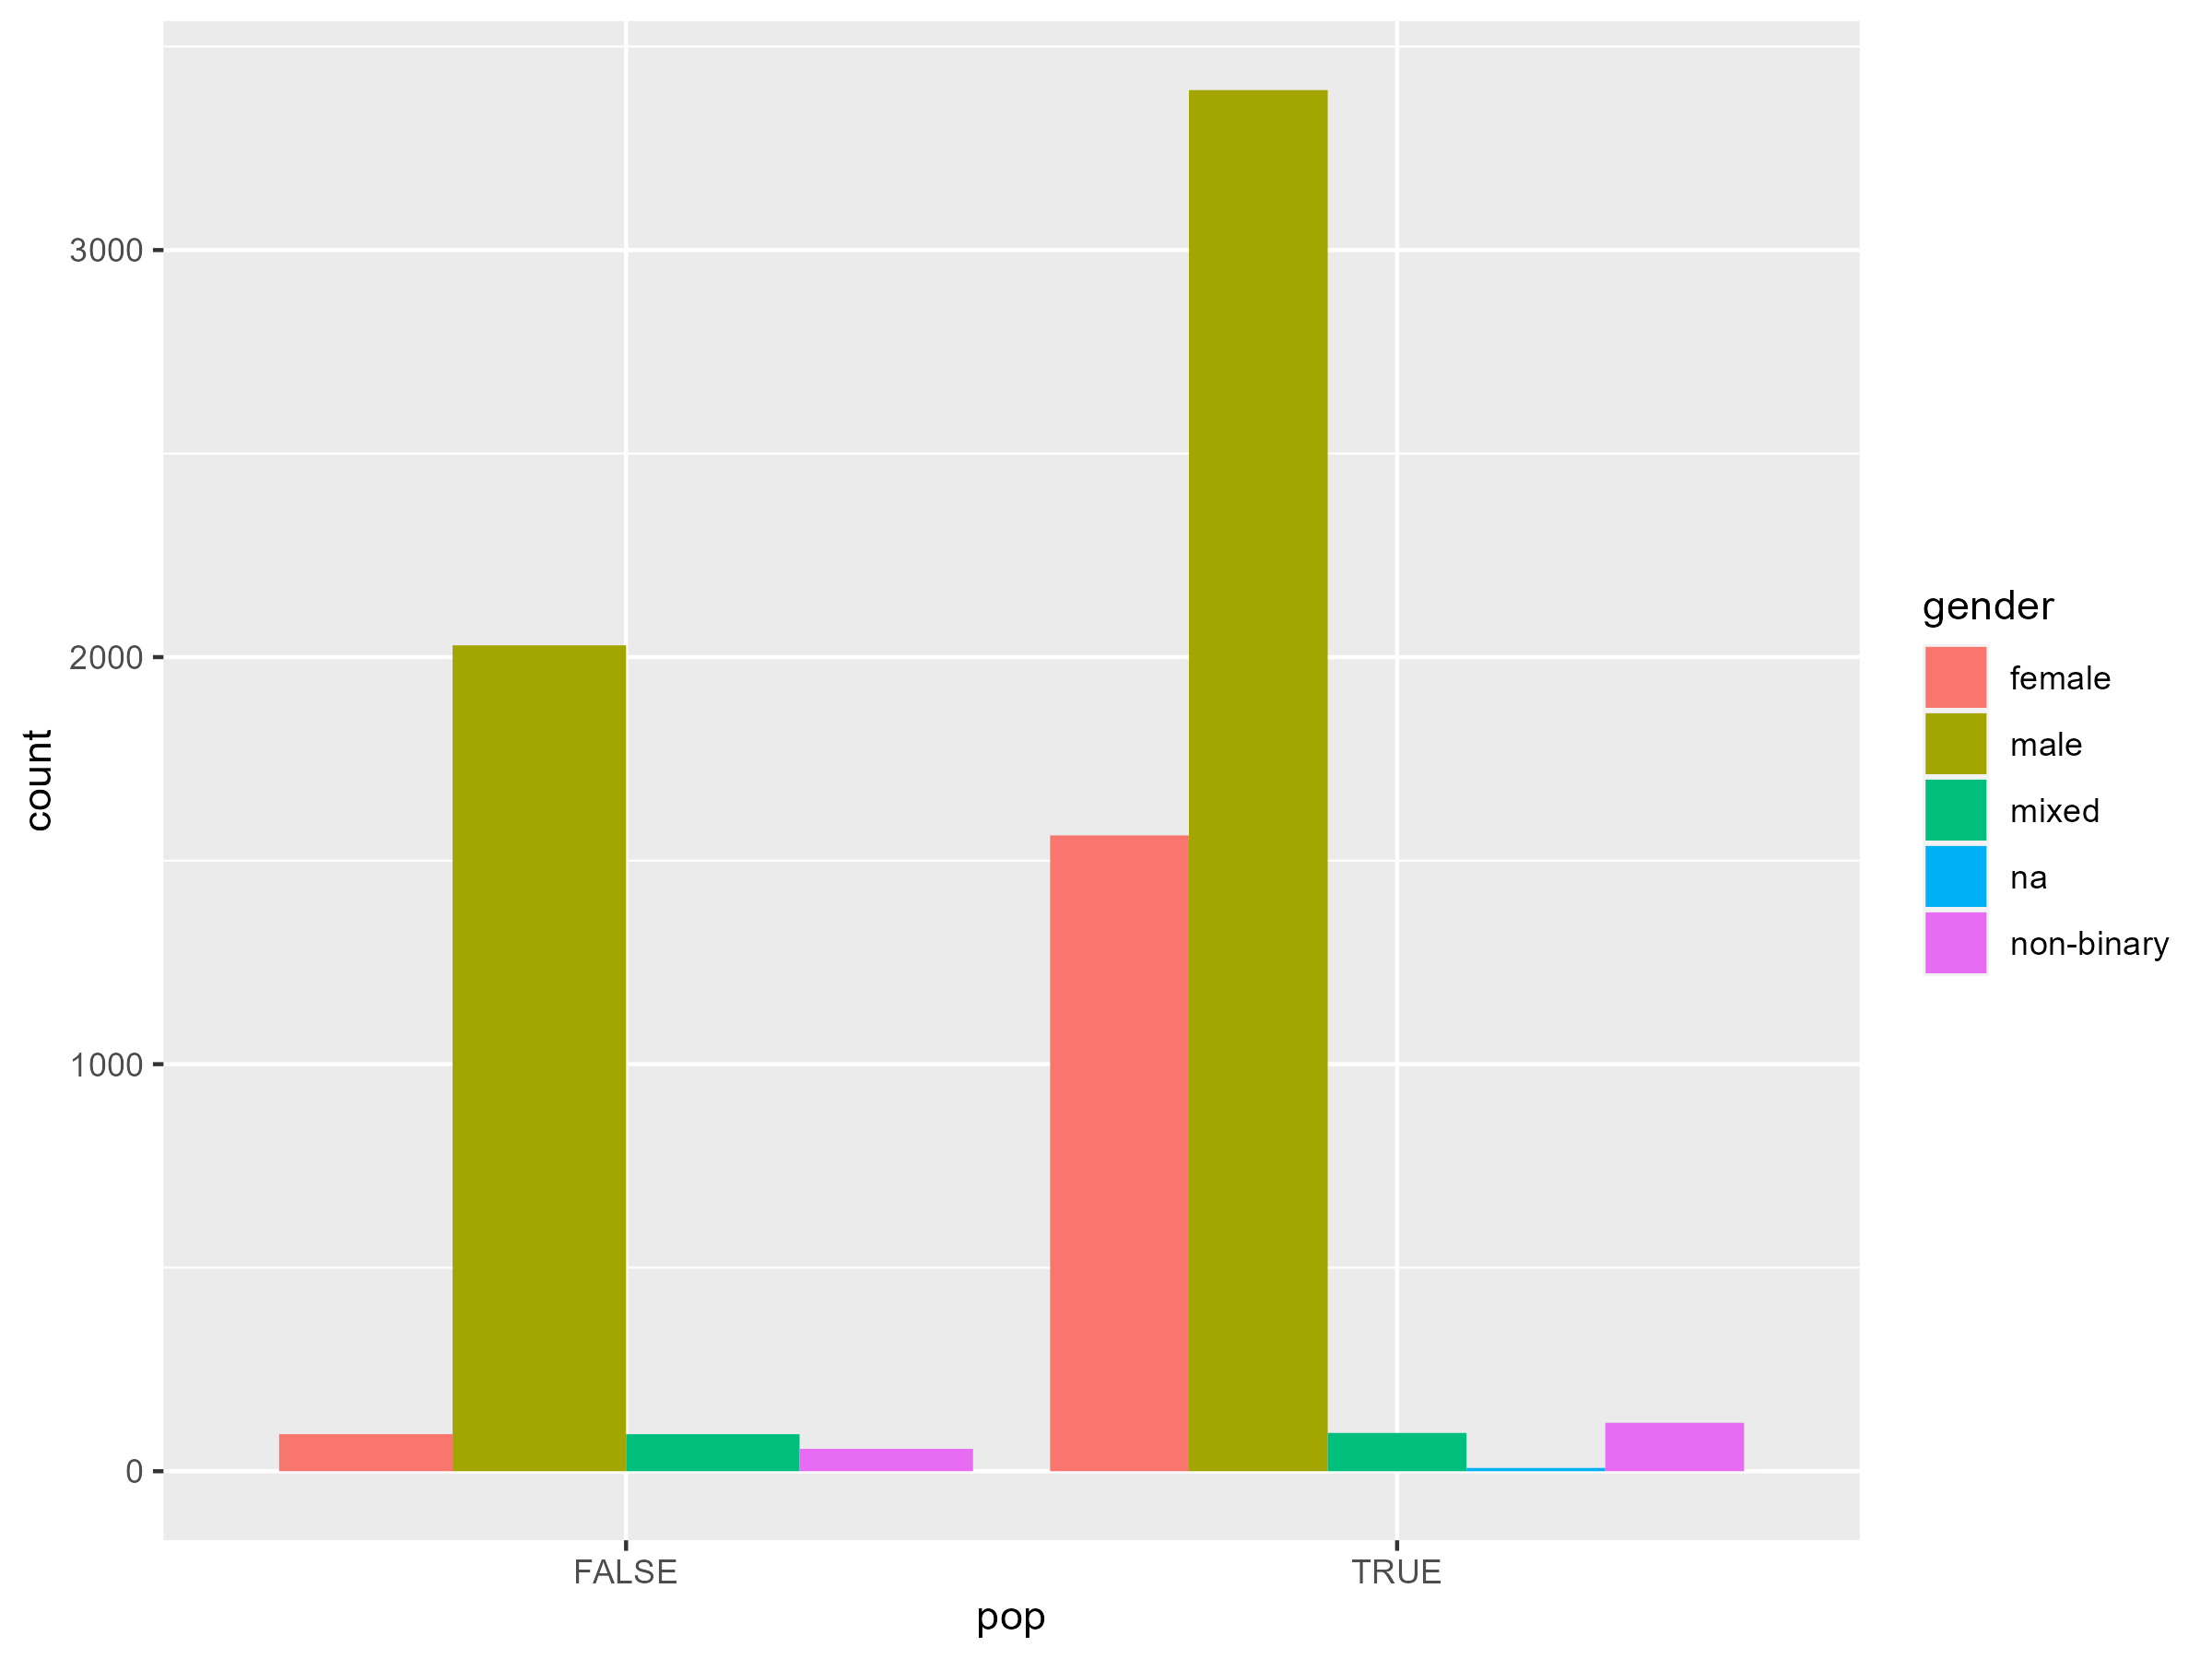 3000
2000
1000
0
count
FALSE
TRUE
pop
gender
female
male
mixed
na
non-binary